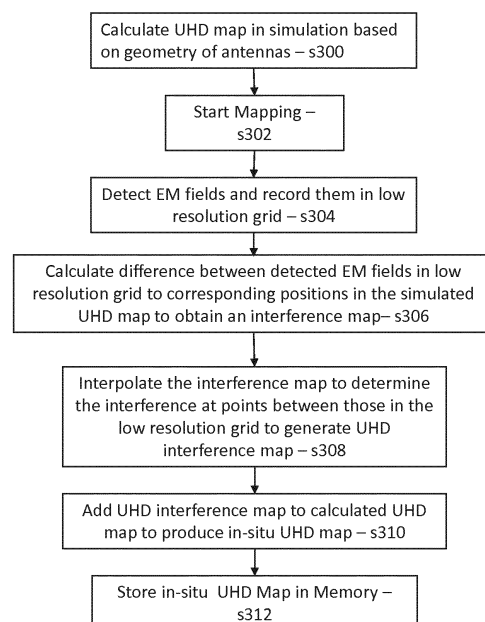 Calculate UHD map in simulation based
on geometry of antennas – s300
Start Mapping –
s302
Detect EM fields and record them in low
resolution grid – s304
Calculate difference between detected EM fields in low
resolution grid to corresponding positions in the simulated
UHD map to obtain an interference map– s306
Interpolate the interference map to determine
the interference at points between those in the
low resolution grid to generate UHD
interference map – s308
Add UHD interference map to calculated UHD
map to produce in-situ UHD map – s310
Store in-situ  UHD Map in Memory –
s312